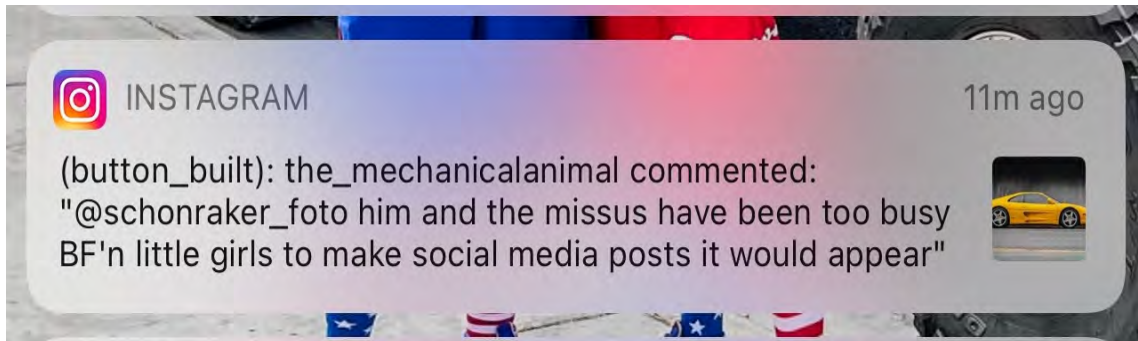 INSTAGRAM
11m ago
(button_built): the_mechanicalanimal commented:
"@schonraker_foto him and the missus have been too busy
BF'n little girls to make social media posts it would appear"